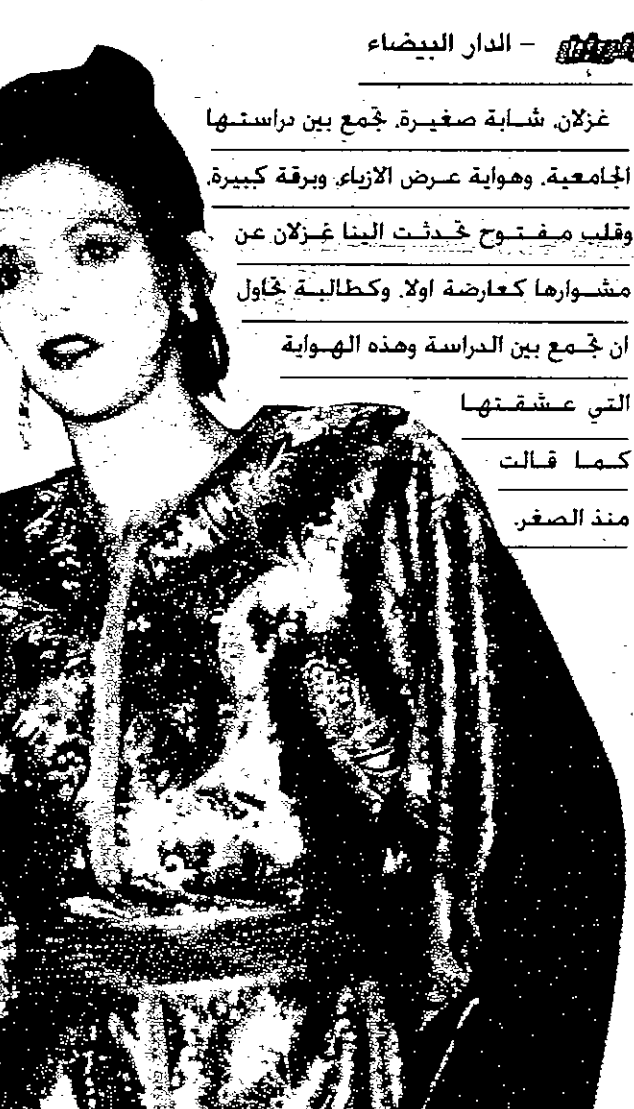 – الدار البيضاء
غزلان، شابة صغيرة، تجمع بين دراستها
الجامعية، وهواية عرض الازياء، وبرقة كبيرة،
وقلب مفتوح تحدثت الينا غزلان عن
مشوارها كعارضة اولا، وكطالبة تحاول
ان تجمع بين الدراسة وهذه الهواية
التي عشقتها
كما قالت
منذ الصغر.